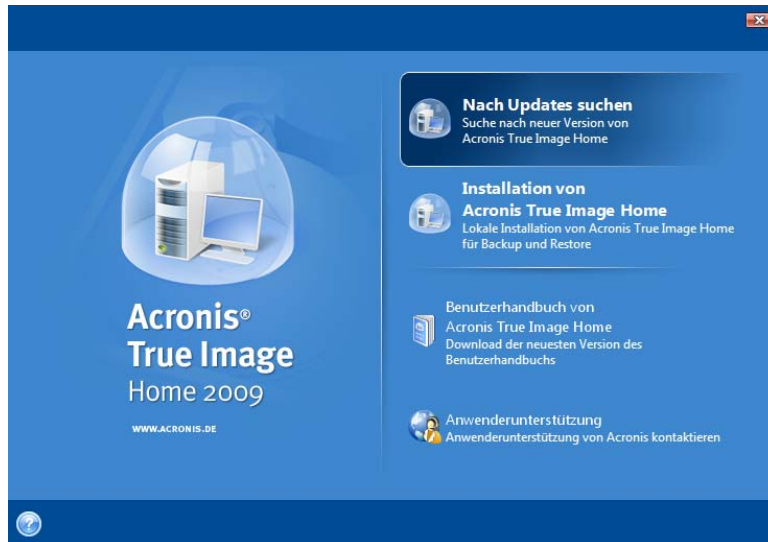 Acronis®
True Image
Home 2009
WWW.ACRONIS.DE
Nach Updates suchen
Suche nach neuer Version von
Acronis True Image Home
Installation von
Acronis True Image Home
Lokale Installation von Acronis True Image Home
für Backup und Restore
Benutzerhandbuch von
Acronis True Image Home
Download der neuesten Version des
Benutzerhandbuchs
Anwenderunterstützung
Anwenderunterstützung von Acronis kontaktieren
?